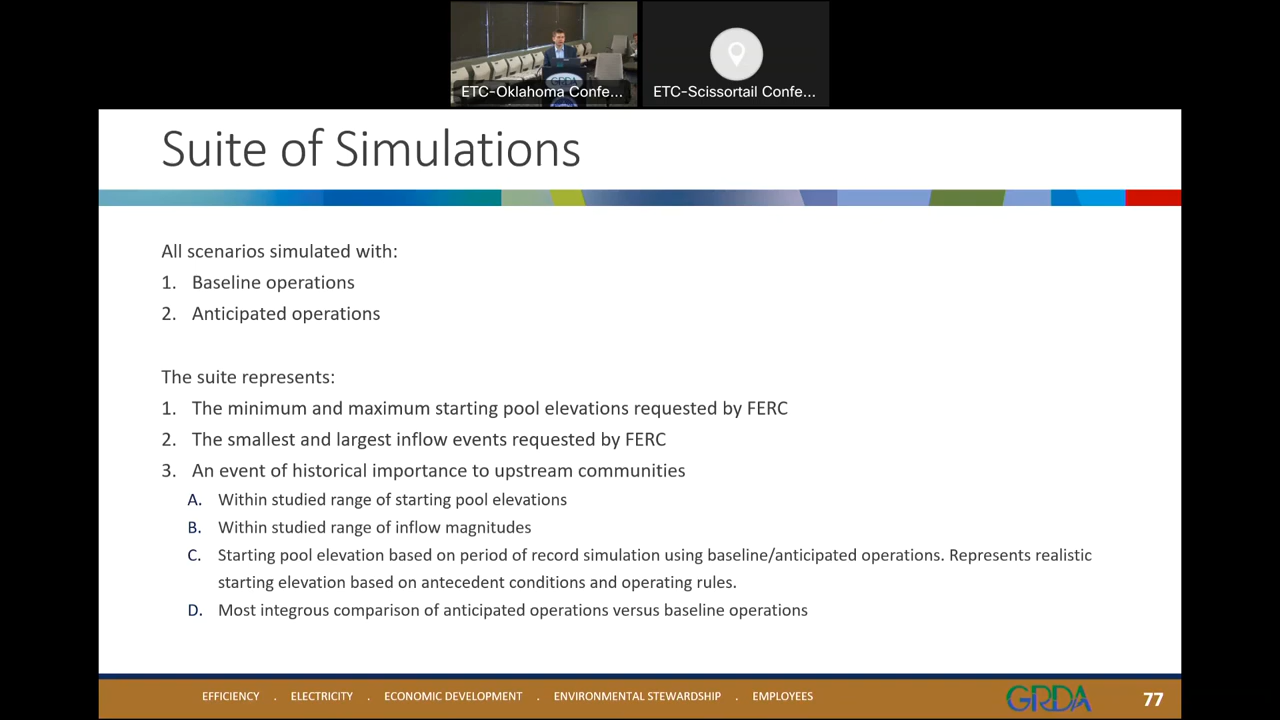 ETC-Oklahoma Confe...
ETC-Scissortail Confe...
Suite of Simulations
All scenarios simulated with:
1. Baseline operations
2. Anticipated operations
The suite represents:
1. The minimum and maximum starting pool elevations requested by FERC
2. The smallest and largest inflow events requested by FERC
3. An event of historical importance to upstream communities
A. Within studied range of starting pool elevations
B. Within studied range of inflow magnitudes
C. Starting pool elevation based on period of record simulation using baseline/anticipated operations. Represents realistic
starting elevation based on antecedent conditions and operating rules.
D. Most integrous comparison of anticipated operations versus baseline operations
EFFICIENCY . ELECTRICITY . ECONOMIC DEVELOPMENT . ENVIRONMENTAL STEWARDSHIP . EMPLOYEES
GRDA
77